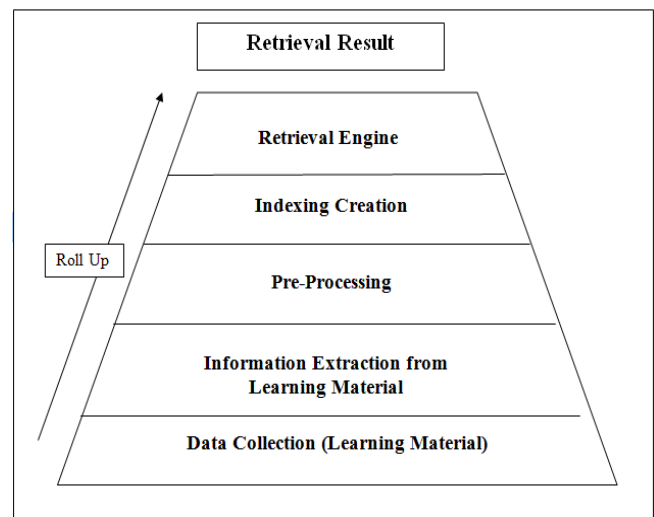 Retrieval Result
Retrieval Engine
Indexing Creation
Roll Up
Pre-Processing
Information Extraction from
Learning Material
Data Collection (Learning Material)